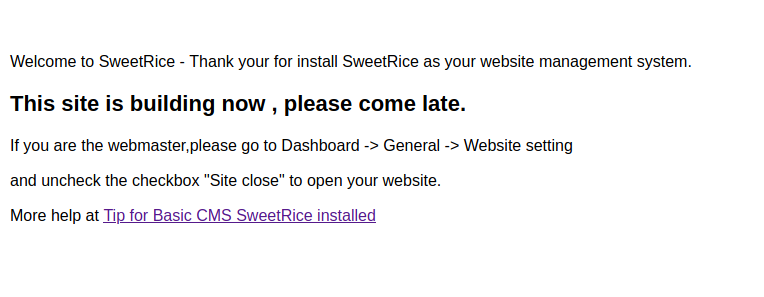 Welcome to SweetRice - Thank your for install SweetRice as your website management system.
This site is building now , please come late.
If you are the webmaster,please go to Dashboard -> General -> Website setting
and uncheck the checkbox "Site close" to open your website.
More help at Tip for Basic CMS SweetRice installed